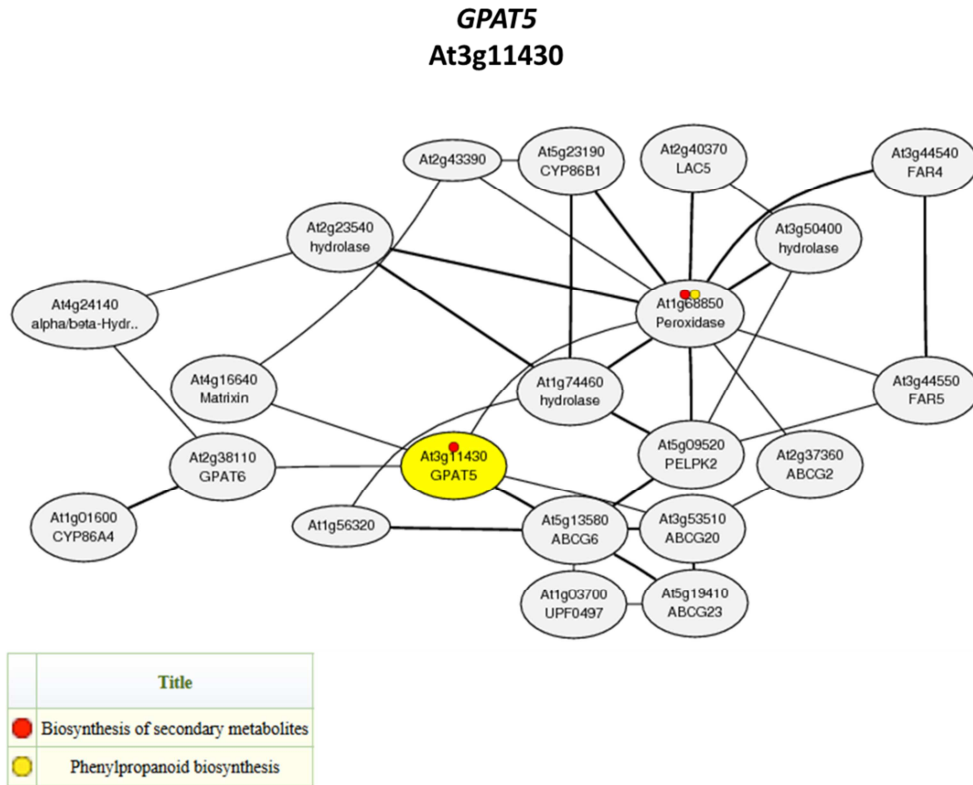 GPAT5
At3g11430
At2g43390
At5g23190
CYP86B1
At2g40370
LAC5
At3g44540
FAR4
At2g23540
hydrolase
At3g50400
hydrolase
At4g24140
alpha/beta-Hydr..
At1g68850
Peroxidase
At4g16640
Matrixin
At1g74460
hydrolase
At3g44550
FAR5
At2g38110
GPAT6
At3g11430
GPAT5
At5g09520
PELPK2
At2g37360
ABCG2
At1g01600
CYP86A4
At1g56320
At5g13580
ABCG6
At3g53510
ABCG20
At1g03700
UPF0497
At5g19410
ABCG23
Title
Biosynthesis of secondary metabolites
Phenylpropanoid biosynthesis